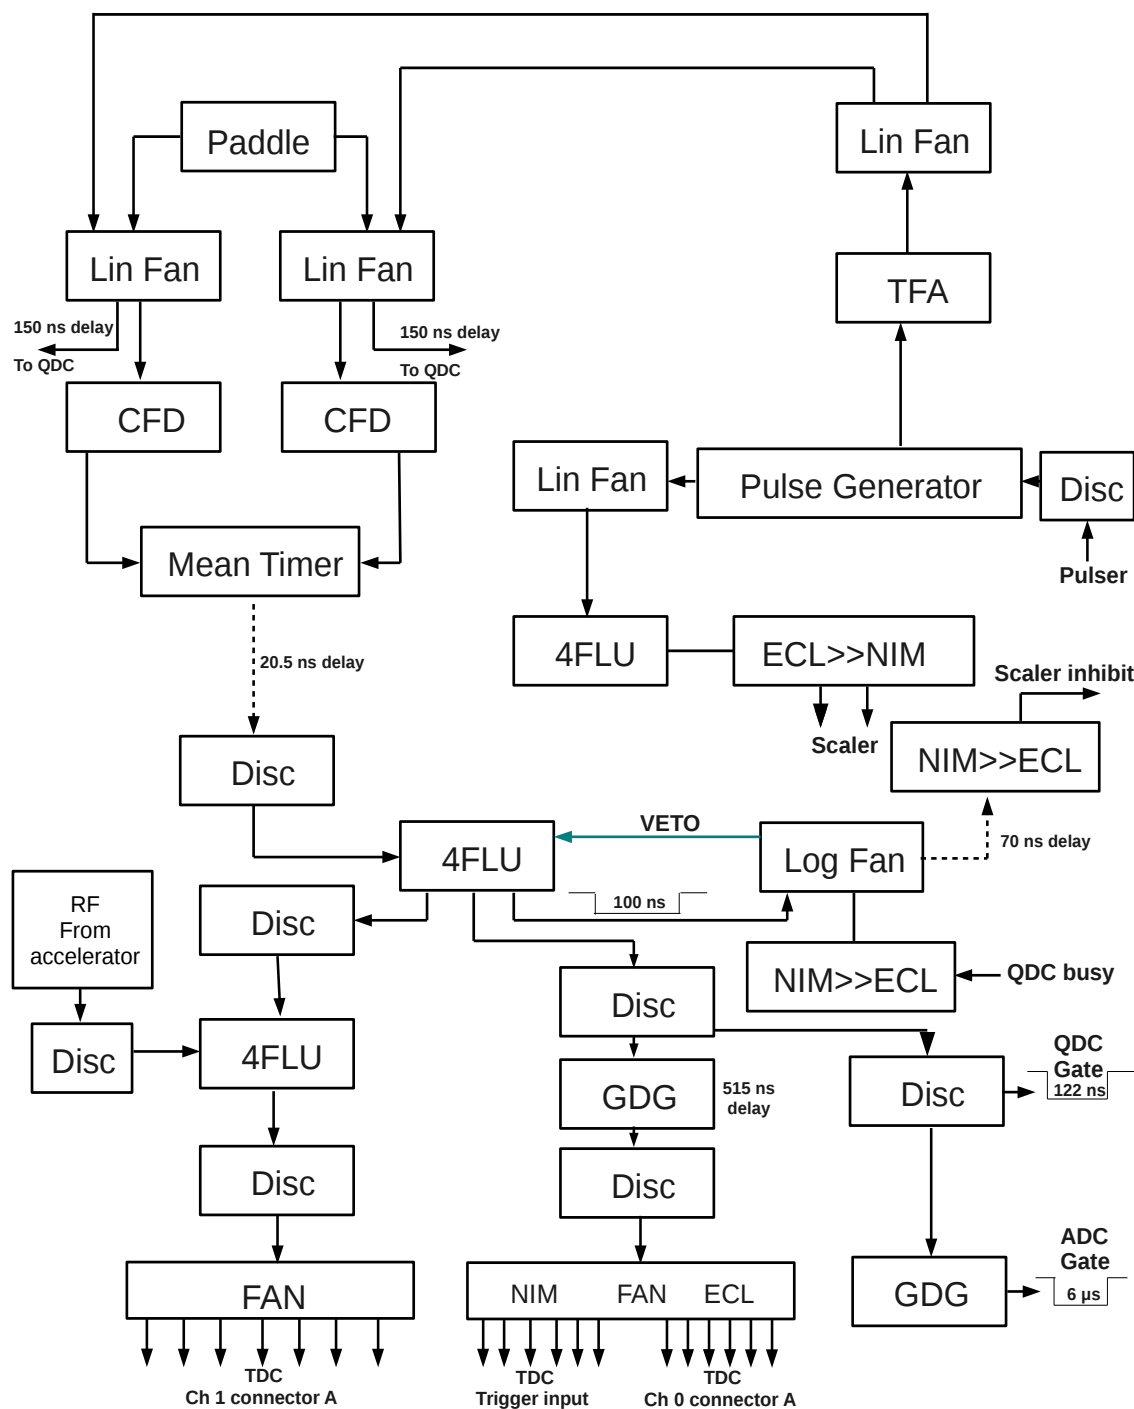 Paddle
Lin Fan
Lin Fan
Lin Fan
TFA
150 ns delay
To QDC
150 ns delay
To QDC
CFD
CFD
Lin Fan
Pulse Generator
Disc
Pulser
Mean Timer
20.5 ns delay
4FLU
ECL>>NIM
Scaler
Scaler inhibit
NIM>>ECL
70 ns delay
Disc
VETO
4FLU
Log Fan
100 ns
RF
From
accelerator
Disc
NIM>>ECL
QDC busy
Disc
Disc
4FLU
GDG
515 ns
delay
Disc
QDC
Gate
122 ns
Disc
Disc
GDG
ADC
Gate
6 µs
FAN
NIM FAN ECL
TDC
Ch 1 connector A
TDC
Trigger input
TDC
Ch 0 connector A